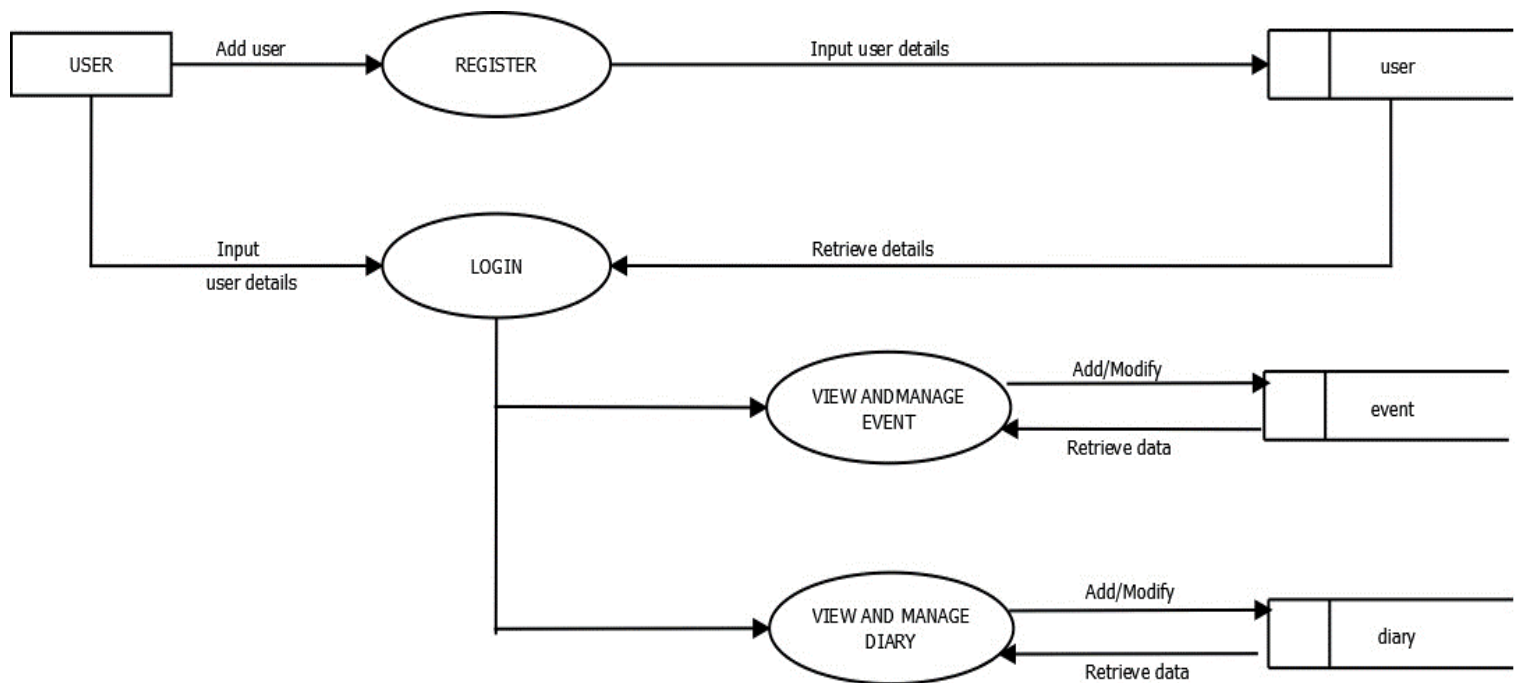 USER
Add user
REGISTER
Input user details
user
Input
user details
LOGIN
Retrieve details
VIEW ANDMANAGE
EVENT
Add/Modify
Retrieve data
event
VIEW AND MANAGE
DIARY
Add/Modify
Retrieve data
diary